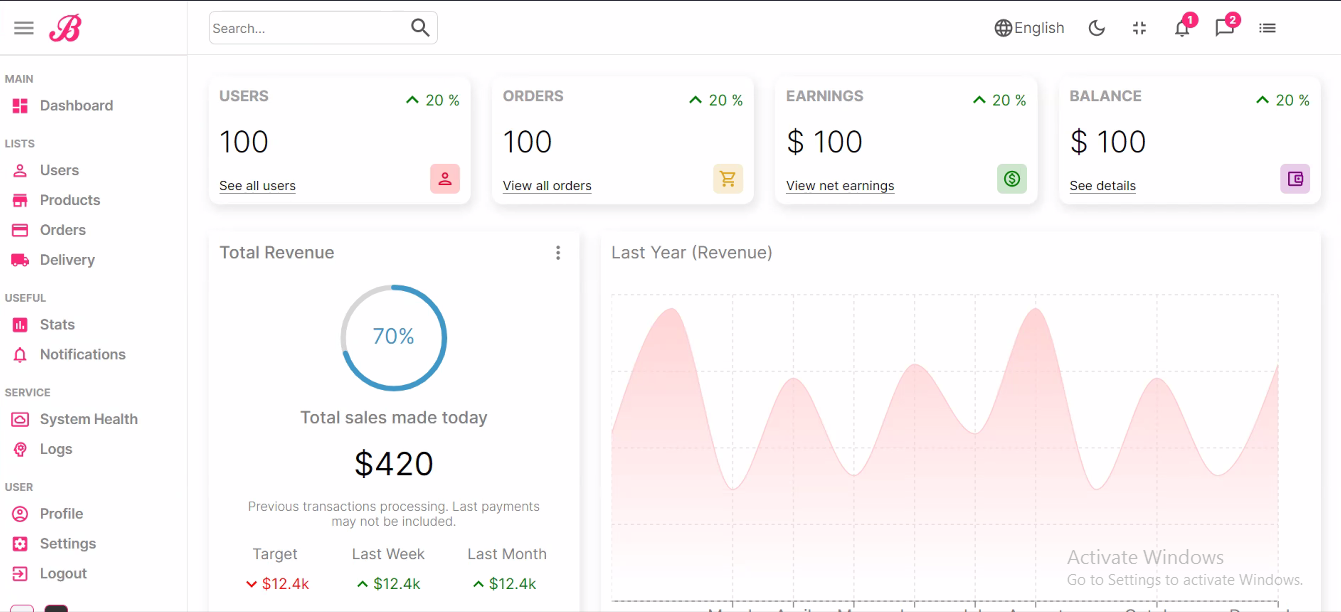 B
Search...
English
1
2
MAIN
Dashboard
LISTS
Users
Products
Orders
Delivery
USEFUL
Stats
Notifications
SERVICE
System Health
Logs
USER
Profile
Settings
Logout
USERS
20 %
100
See all users
ORDERS
20 %
100
View all orders
EARNINGS
20 %
$ 100
View net earnings
BALANCE
20 %
$ 100
See details
Total Revenue
70%
Total sales made today
$420
Previous transactions processing. Last payments
may not be included.
Target
Last Week
Last Month
$12.4k
$12.4k
$12.4k
Last Year (Revenue)
Activate Windows
Go to Settings to activate Windows.